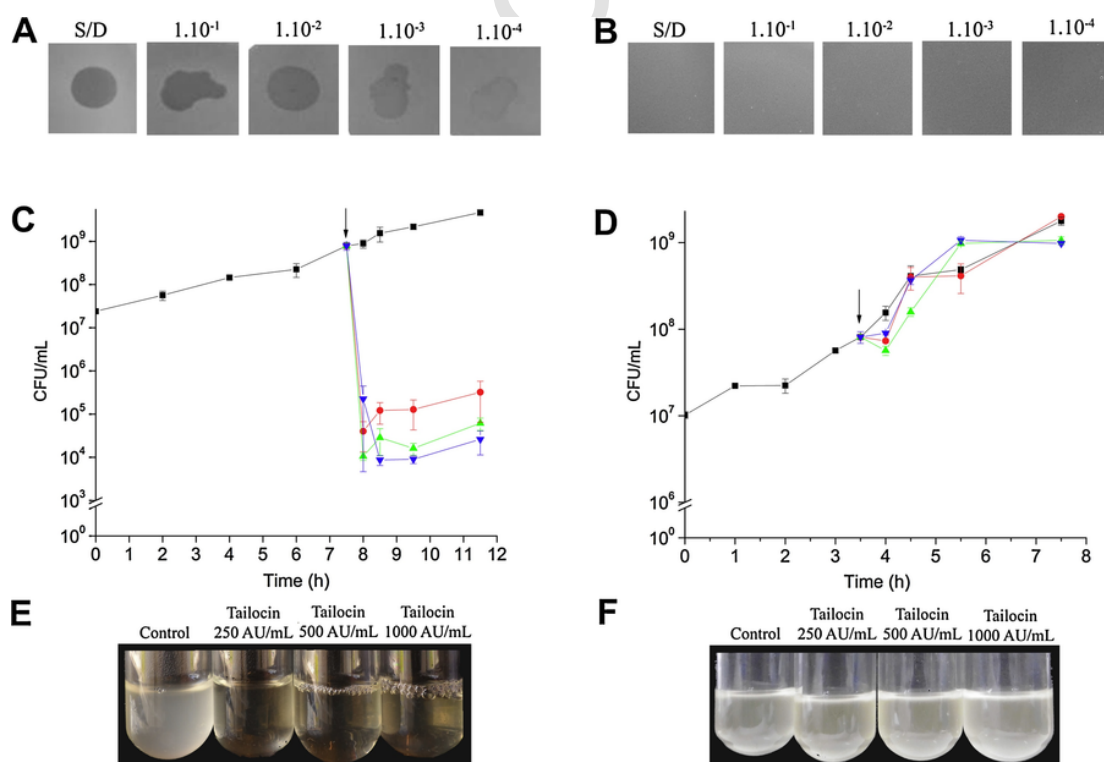 A
S/D 1.10⁻¹ 1.10⁻² 1.10⁻³ 1.10⁻⁴
B
S/D 1.10⁻¹ 1.10⁻² 1.10⁻³ 1.10⁻⁴
C
CFU/mL
10⁹
10⁸
10⁷
10⁶
10⁵
10⁴
10³
10⁰
0 1 2 3 4 5 6 7 8 9 10 11 12
Time (h)
D
CFU/mL
10⁹
10⁸
10⁷
10⁶
10⁰
0 1 2 3 4 5 6 7 8
Time (h)
E
Control
Tailocin
250 AU/mL
Tailocin
500 AU/mL
Tailocin
1000 AU/mL
F
Control
Tailocin
250 AU/mL
Tailocin
500 AU/mL
Tailocin
1000 AU/mL